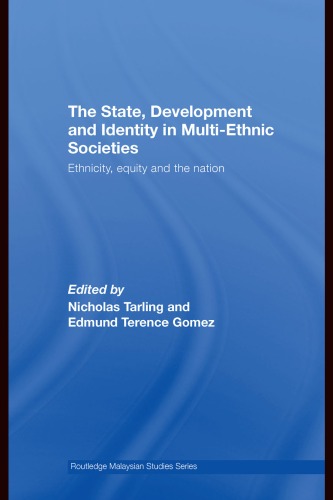 The State, Development
and Identity in Multi-Ethnic
Societies
Ethnicity, equity and the nation
Edited by
Nicholas Tarling and
Edmund Terence Gomez
Routledge Malaysian Studies Series